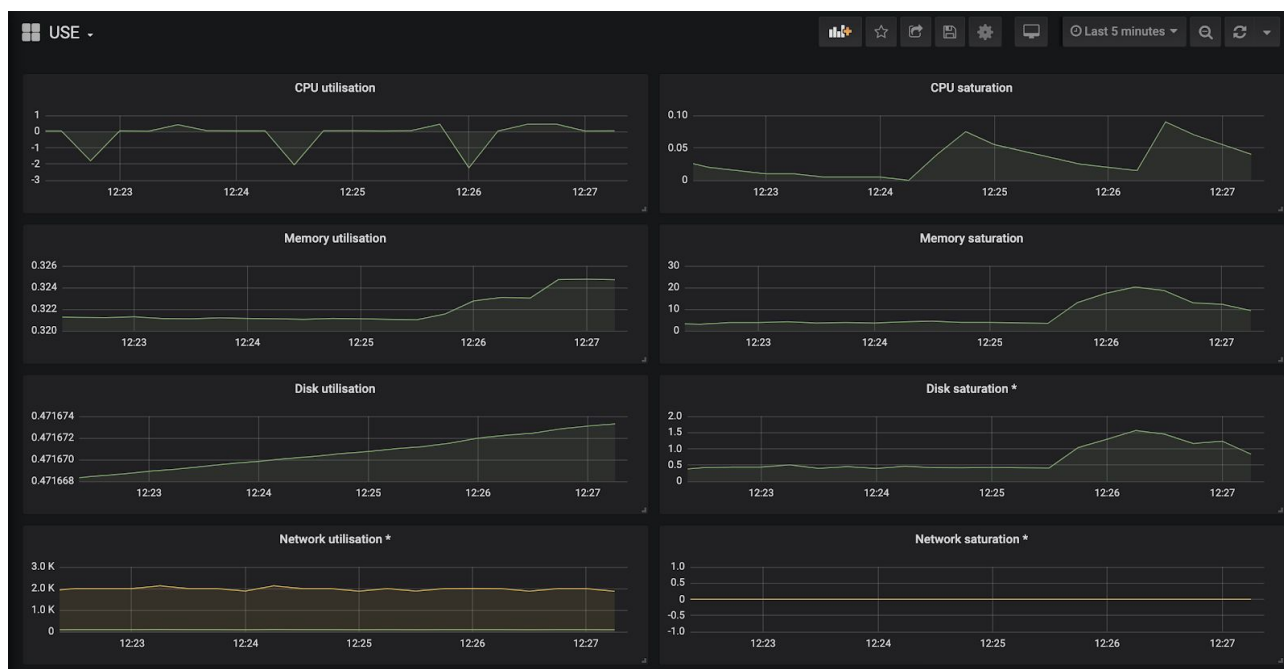 USE
Last 5 minutes
CPU utilisation
1
0
-1
-2
-3
12:23 12:24 12:25 12:26 12:27
CPU saturation
0.10
0.05
0
12:23 12:24 12:25 12:26 12:27
Memory utilisation
0.326
0.324
0.322
0.320
12:23 12:24 12:25 12:26 12:27
Memory saturation
30
20
10
0
12:23 12:24 12:25 12:26 12:27
Disk utilisation
0.471674
0.471672
0.471670
0.471668
12:23 12:24 12:25 12:26 12:27
Disk saturation *
2.0
1.5
1.0
0.5
0
12:23 12:24 12:25 12:26 12:27
Network utilisation *
3.0 K
2.0 K
1.0 K
0
12:23 12:24 12:25 12:26 12:27
Network saturation *
1.0
0.5
0
-0.5
-1.0
12:23 12:24 12:25 12:26 12:27